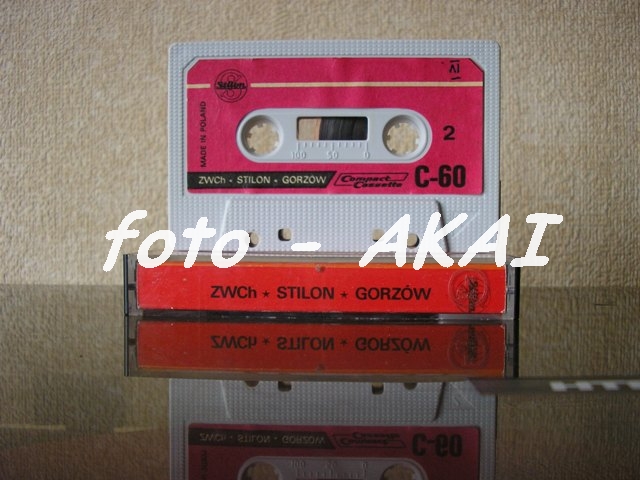 Stilon
MADE IN POLAND
2
100 50 0
ZWCh · STILON · GORZÓW
Compact
Cassette
C-60
foto - AKAI
ZWCh ★ STILON ★ GORZÓW